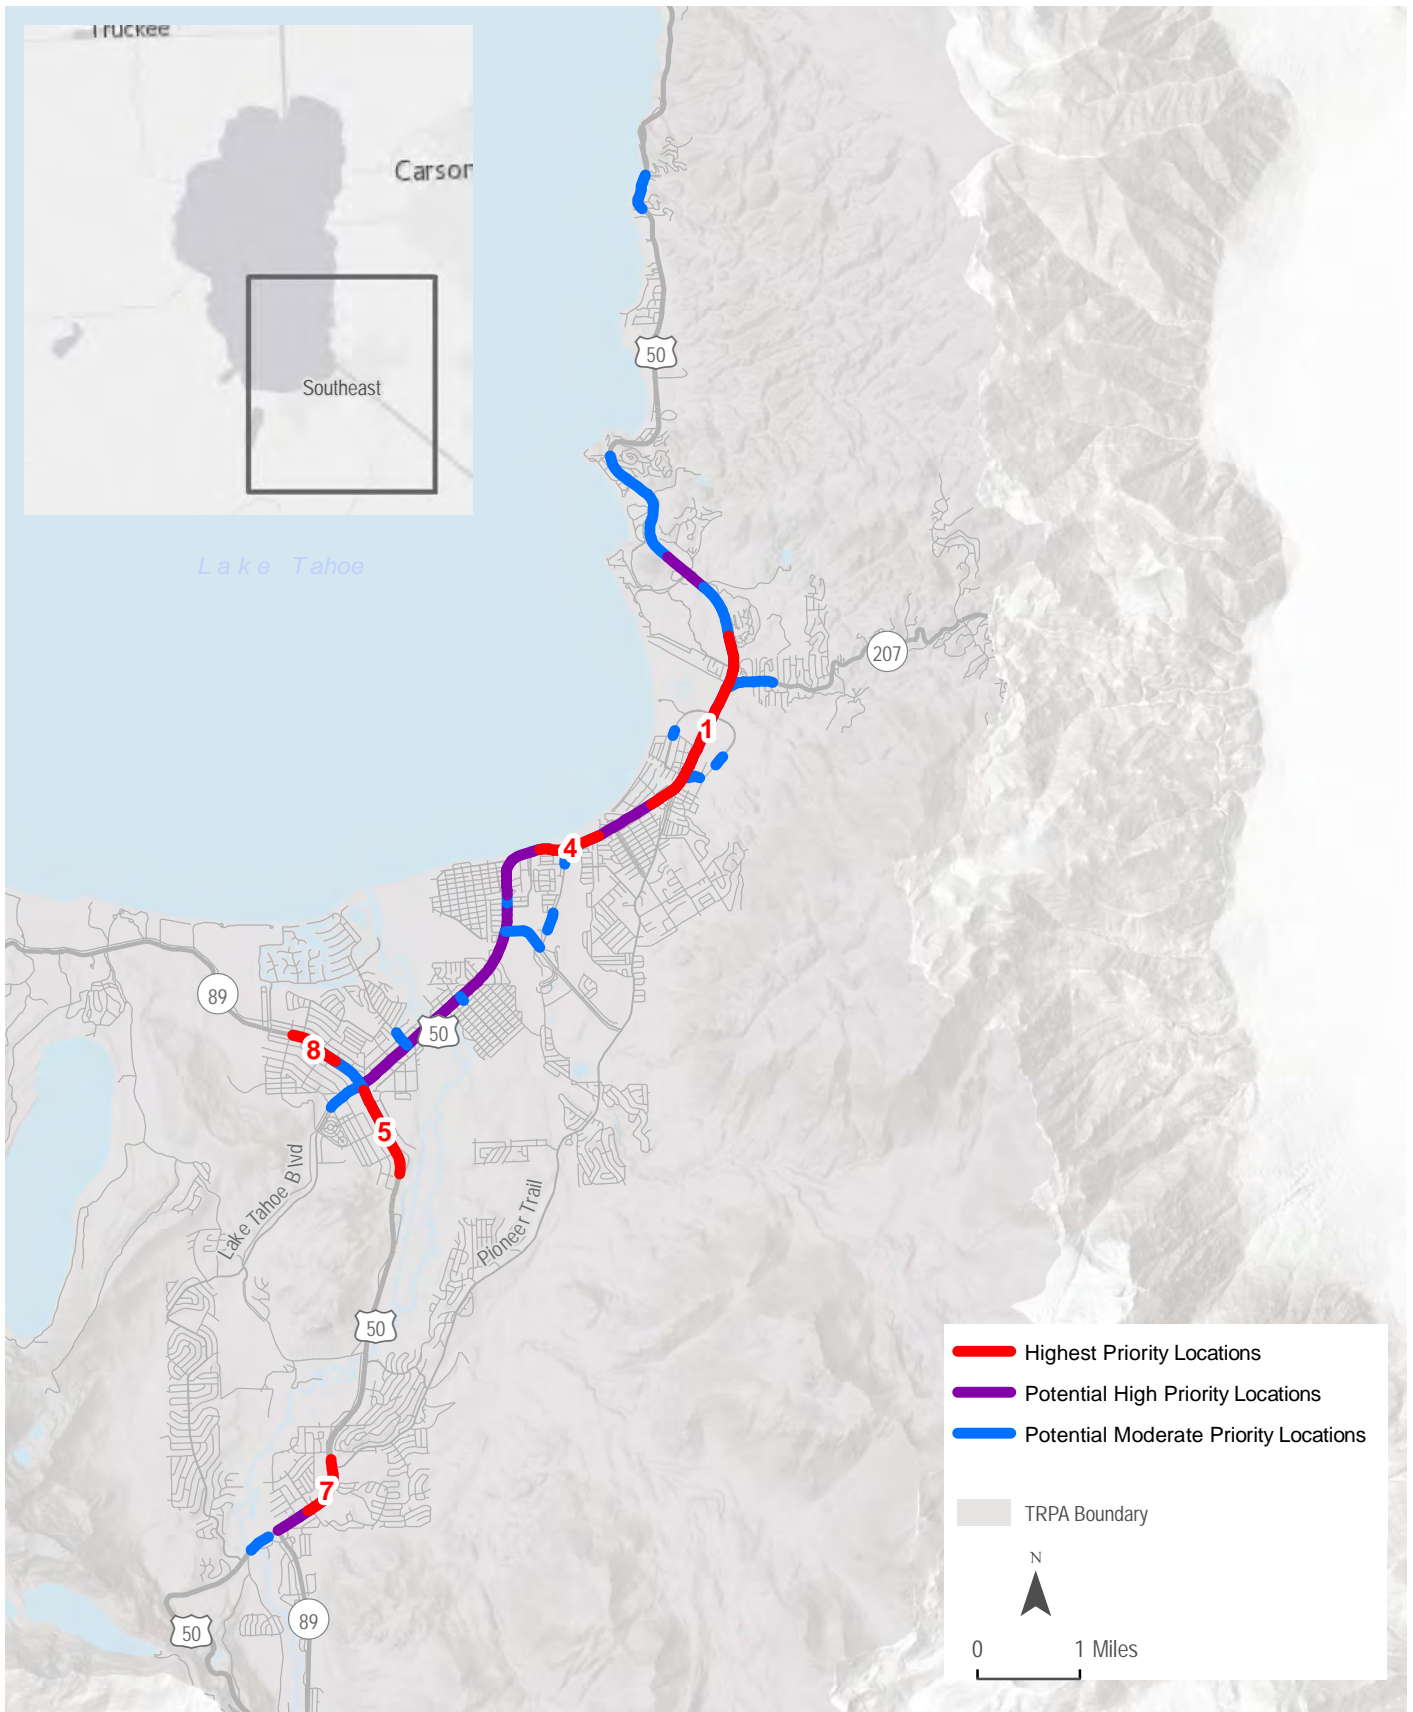 Truckee
Carson
Southeast
50
Lake Tahoe
207
1
4
89
50
8
5
Lake Tahoe Blvd
Pioneer Trail
50
Highest Priority Locations
Potential High Priority Locations
Potential Moderate Priority Locations
7
TRPA Boundary
N
89
50
0 1 Miles